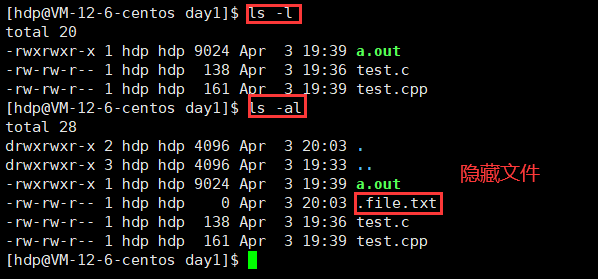 [hdp@VM-12-6-centos day1]$ ls -l
total 20
-rwxrwxr-x 1 hdp hdp 9024 Apr  3 19:39 a.out
-rw-rw-r-- 1 hdp hdp  138 Apr  3 19:36 test.c
-rw-rw-r-- 1 hdp hdp  161 Apr  3 19:39 test.cpp
[hdp@VM-12-6-centos day1]$ ls -al
total 28
drwxrwxr-x 2 hdp hdp 4096 Apr  3 20:03 .
drwxrwxr-x 3 hdp hdp 4096 Apr  3 19:33 ..
-rwxrwxr-x 1 hdp hdp 9024 Apr  3 19:39 a.out
隐藏文件
-rw-rw-r-- 1 hdp hdp    0 Apr  3 20:03 .file.txt
-rw-rw-r-- 1 hdp hdp  138 Apr  3 19:36 test.c
-rw-rw-r-- 1 hdp hdp  161 Apr  3 19:39 test.cpp
[hdp@VM-12-6-centos day1]$